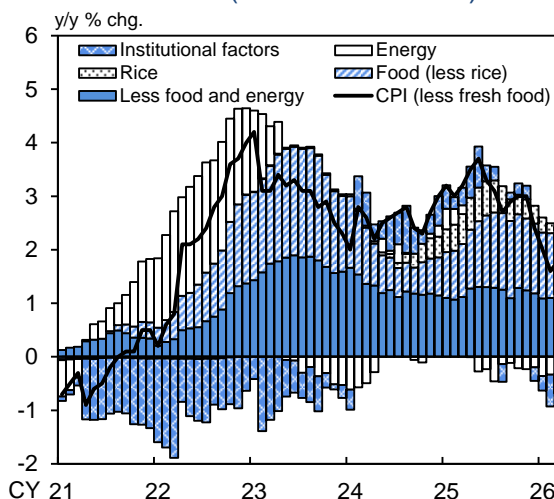 y/y % chg.
6
Institutional factors Energy
Rice Food (less rice)
Less food and energy CPI (less fresh food)
5
4
3
2
1
0
-1
-2
CY 21 22 23 24 25 26